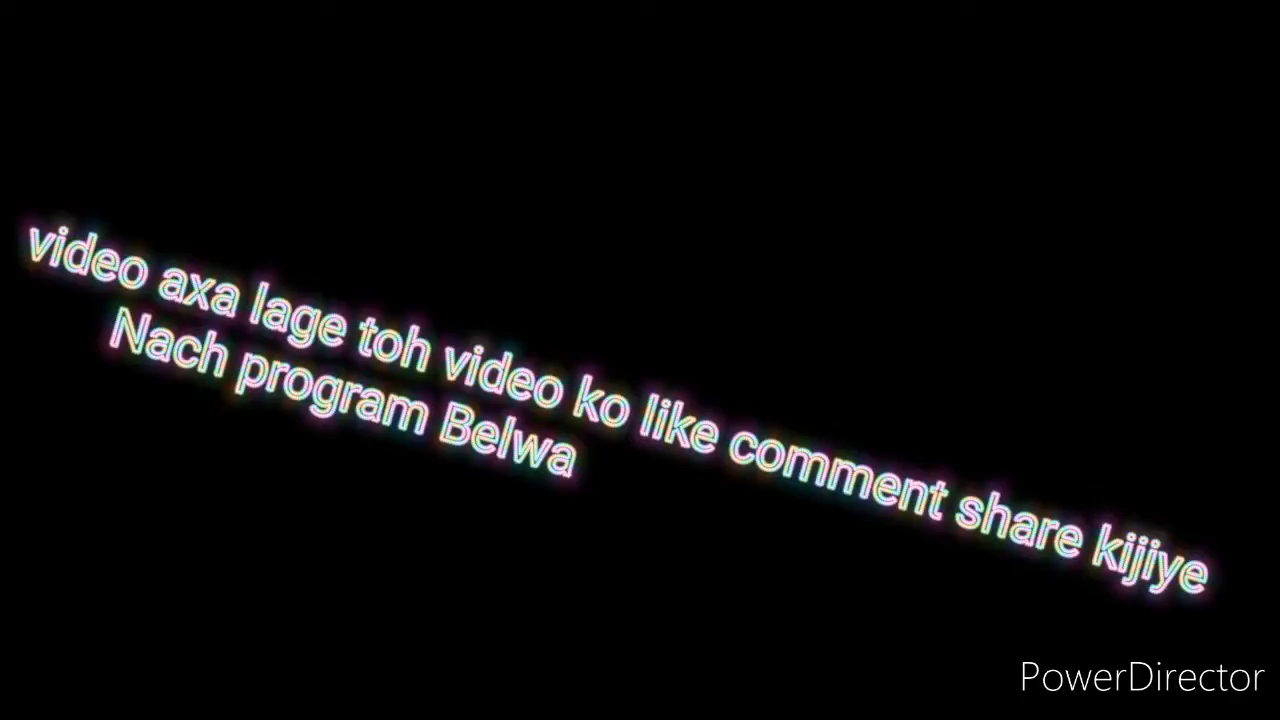 video axa lage toh video ko like comment share kijiye
Nach program Belwa
PowerDirector